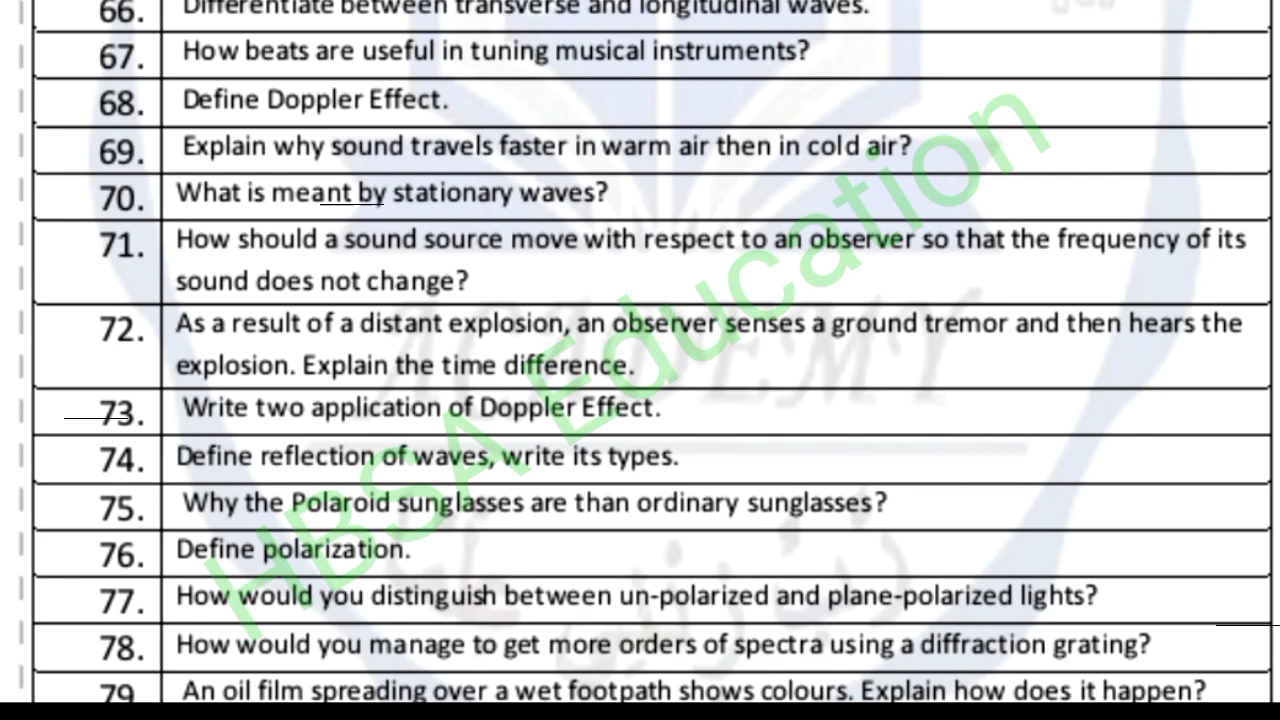 66. Differentiate between transverse and longitudinal waves.
67. How beats are useful in tuning musical instruments?
68. Define Doppler Effect.
69. Explain why sound travels faster in warm air then in cold air?
70. What is meant by stationary waves?
71. How should a sound source move with respect to an observer so that the frequency of its
sound does not change?
72. As a result of a distant explosion, an observer senses a ground tremor and then hears the
explosion. Explain the time difference.
73. Write two application of Doppler Effect.
74. Define reflection of waves, write its types.
75. Why the Polaroid sunglasses are than ordinary sunglasses?
76. Define polarization.
77. How would you distinguish between un-polarized and plane-polarized lights?
78. How would you manage to get more orders of spectra using a diffraction grating?
79 An oil film spreading over a wet footpath shows colours. Explain how does it happen?
HBSA Education
ACADEMY